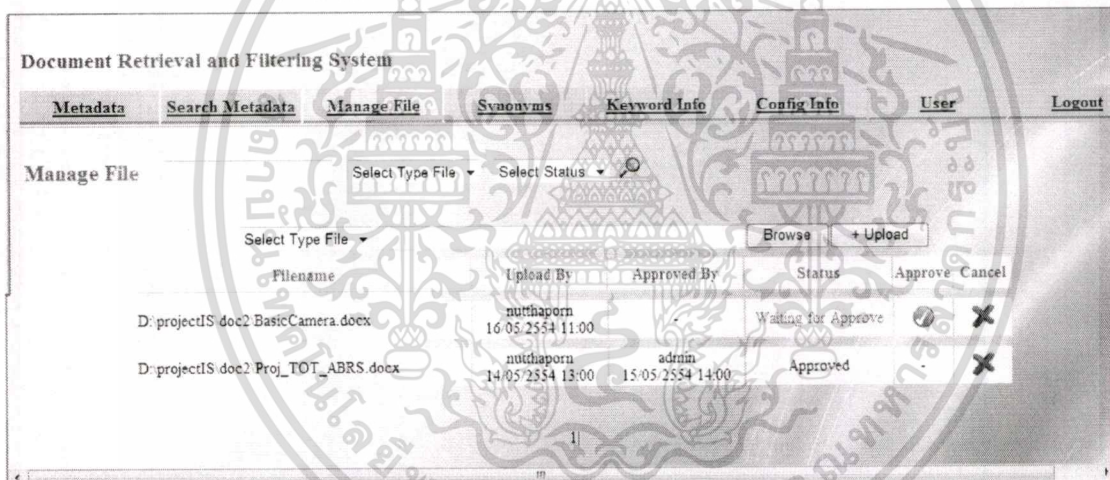 Document Retrieval and Filtering System
Metadata Search Metadata Manage File Synonyms Keyword Info Config Info User Logout
Manage File Select Type File Select Status
Select Type File Browse + Upload
Filename Upload By Approved By Status Approve Cancel
D:\projectIS\doc2\BasicCamera.docx nutthaporn 16/05/2554 11:00 - Waiting for Approve
D:\projectIS\doc2\Proj_TOT_ABRS.docx nutthaporn 14/05/2554 13:00 admin 15/05/2554 14:00 Approved -
1